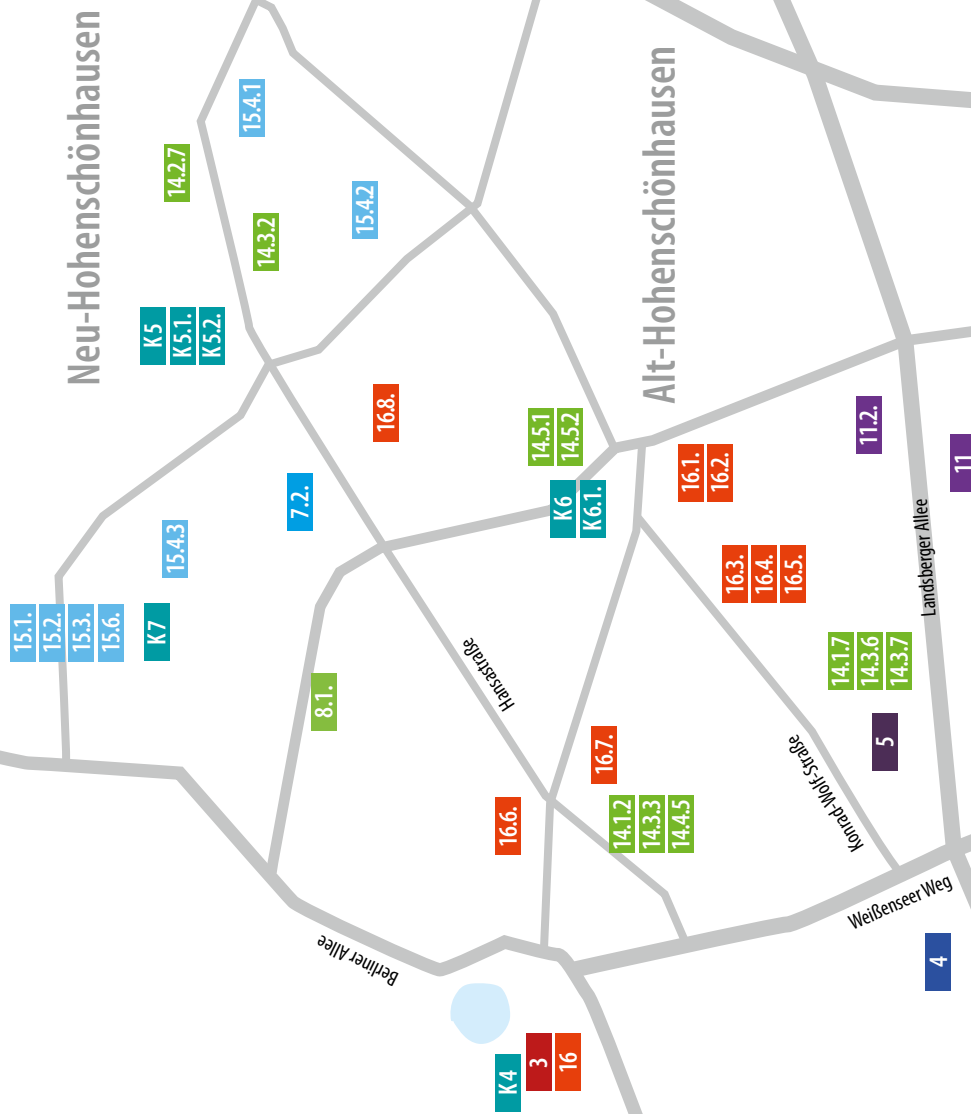 Neu-Hohenschönhausen
15.4.1
14.2.7
15.4.2
14.3.2
K5
K 5.1.
K 5.2.
Alt-Hohenschönhausen
16.8.
14.5.1
14.5.2
11.2.
11
16.1.
16.2.
7.2.
K6
K 6.1.
15.4.3
16.3.
16.4.
16.5.
Landsberger Allee
15.1.
15.2.
15.3.
15.6.
K7
Hansastraße
8.1.
14.1.7
14.3.6
14.3.7
5
16.7.
16.6.
14.1.2
14.3.3
14.4.5
Konrad-Wolf-Straße
Weißenseer Weg
Berliner Allee
4
K4
3
16